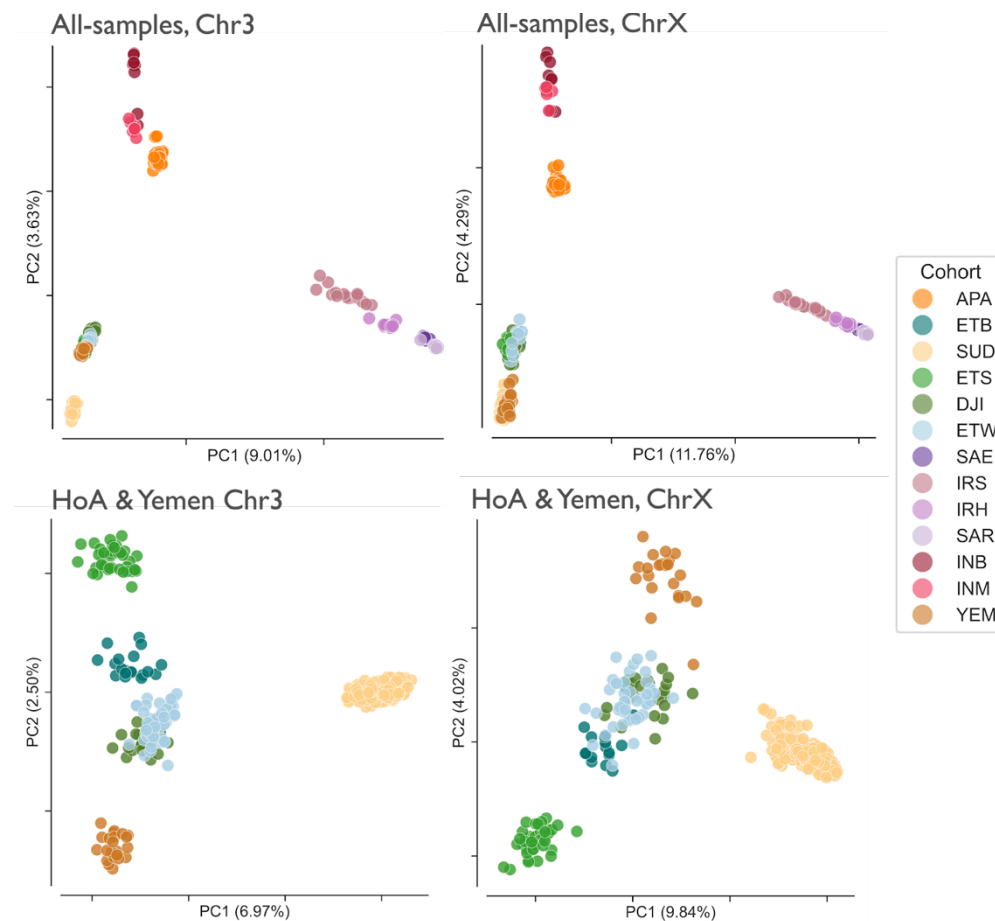 All-samples, Chr3
All-samples, ChrX
PC2 (3.63%)
PC1 (9.01%)
PC2 (4.29%)
PC1 (11.76%)
Cohort
APA
ETB
SUD
ETS
DJI
ETW
SAE
IRS
IRH
SAR
INB
INM
YEM
HoA & Yemen Chr3
HoA & Yemen, ChrX
PC2 (2.50%)
PC1 (6.97%)
PC2 (4.02%)
PC1 (9.84%)